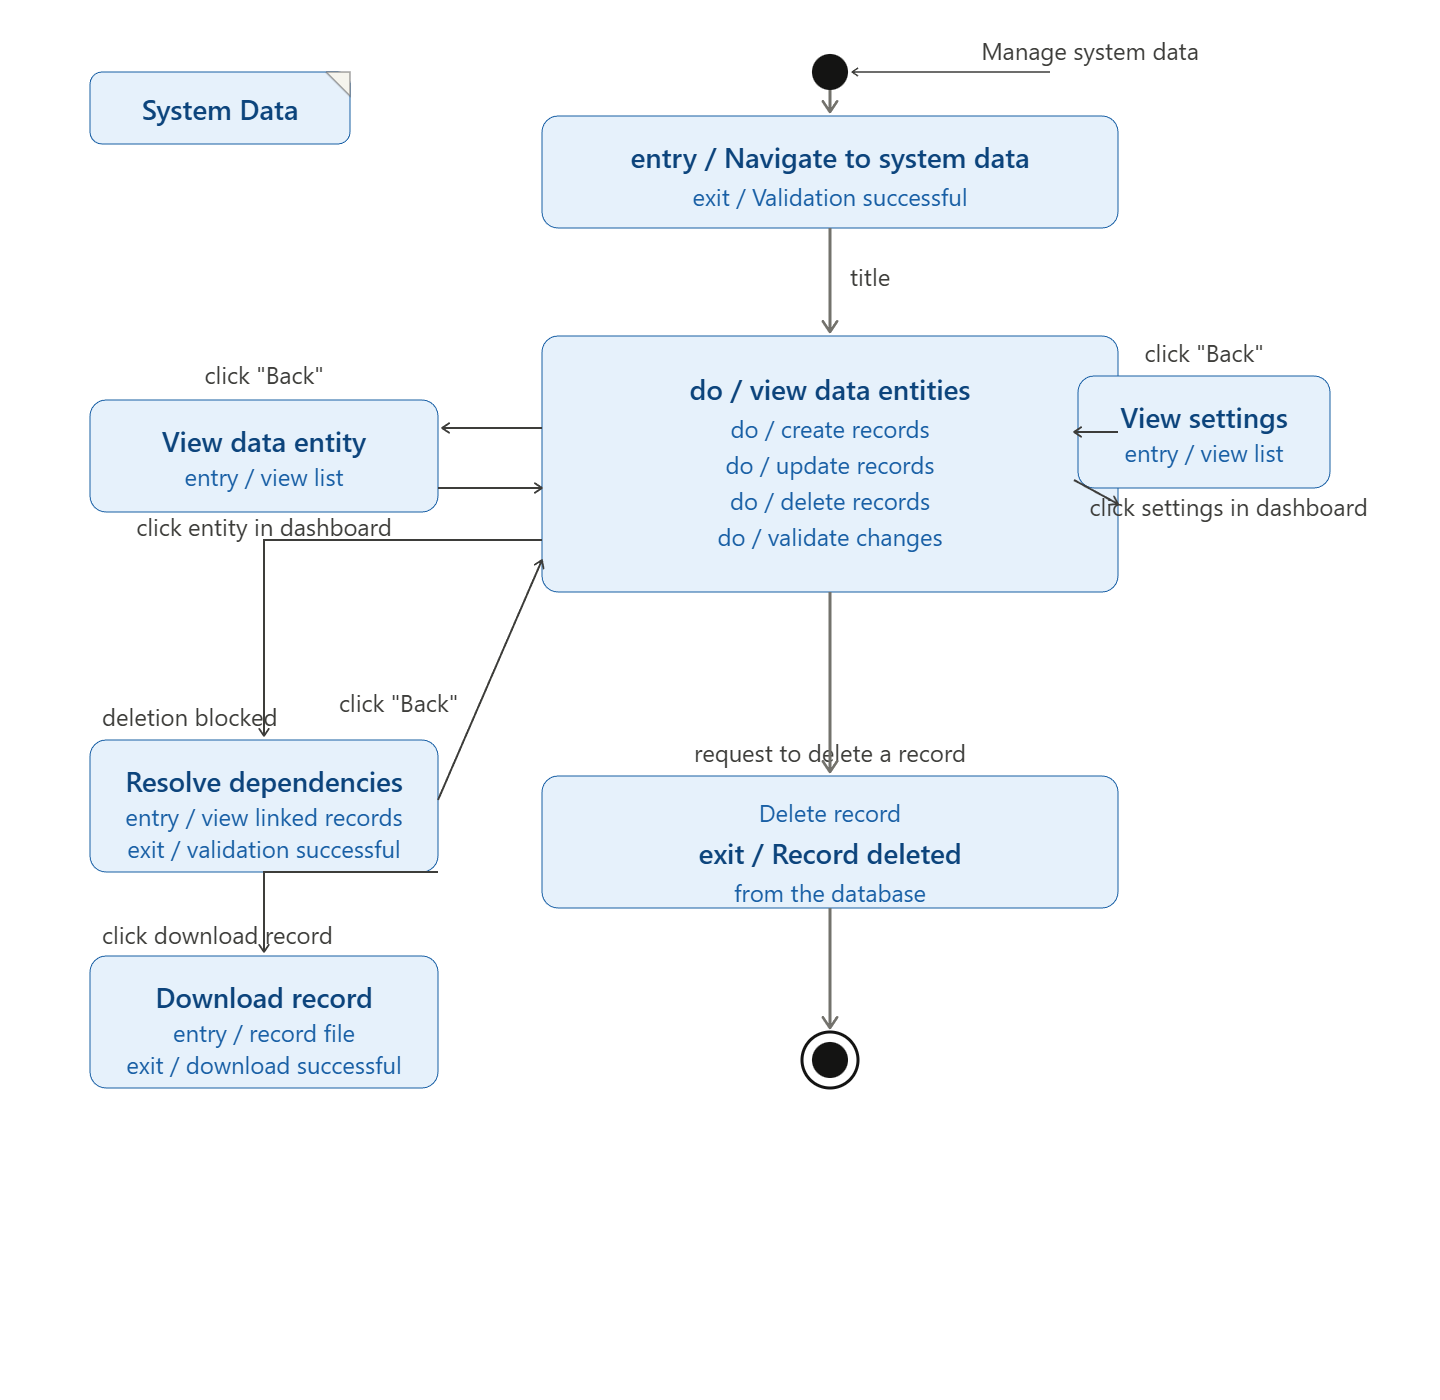 Manage system data
System Data
entry / Navigate to system data
exit / Validation successful
title
click "Back"
View data entity
entry / view list
click entity in dashboard
do / view data entities
do / create records
do / update records
do / delete records
do / validate changes
click "Back"
View settings
entry / view list
click settings in dashboard
deletion blocked
click "Back"
Resolve dependencies
entry / view linked records
exit / validation successful
request to delete a record
Delete record
exit / Record deleted
from the database
click download record
Download record
entry / record file
exit / download successful